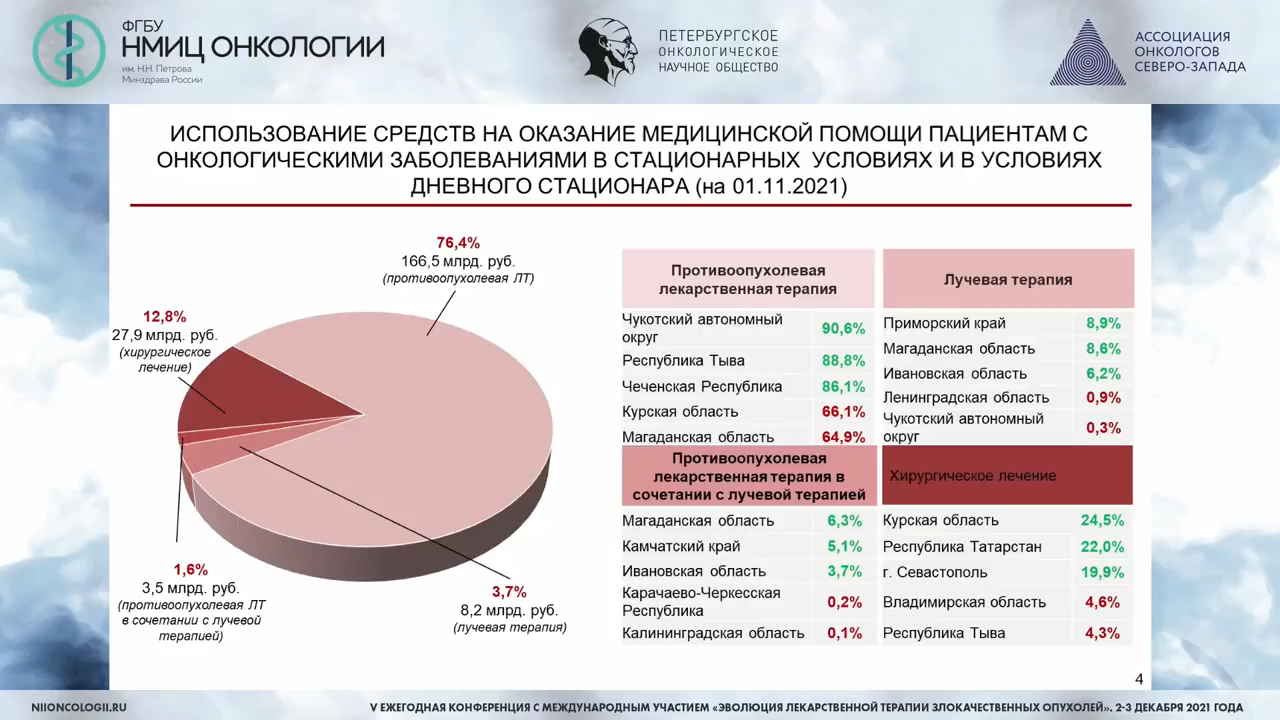 ФГБУ
НМИЦ ОНКОЛОГИИ
им. Н.Н. Петрова
Минздрава России
ПЕТЕРБУРГСКОЕ
ОНКОЛОГИЧЕСКОЕ
НАУЧНОЕ ОБЩЕСТВО
АССОЦИАЦИЯ
ОНКОЛОГОВ
СЕВЕРО-ЗАПАДА
ИСПОЛЬЗОВАНИЕ СРЕДСТВ НА ОКАЗАНИЕ МЕДИЦИНСКОЙ ПОМОЩИ ПАЦИЕНТАМ С
ОНКОЛОГИЧЕСКИМИ ЗАБОЛЕВАНИЯМИ В СТАЦИОНАРНЫХ УСЛОВИЯХ И В УСЛОВИЯХ
ДНЕВНОГО СТАЦИОНАРА (на 01.11.2021)
76,4%
166,5 млрд. руб.
(противоопухолевая ЛТ)
12,8%
27,9 млрд. руб.
(хирургическое
лечение)
1,6%
3,5 млрд. руб.
(противоопухолевая ЛТ
в сочетании с лучевой
терапией)
3,7%
8,2 млрд. руб.
(лучевая терапия)
Противоопухолевая
лекарственная терапия
Чукотский автономный
округ 90,6%
Республика Тыва 88,8%
Чеченская Республика 86,1%
Курская область 66,1%
Магаданская область 64,9%
Лучевая терапия
Приморский край 8,9%
Магаданская область 8,6%
Ивановская область 6,2%
Ленинградская область 0,9%
Чукотский автономный
округ 0,3%
Противоопухолевая
лекарственная терапия в
сочетании с лучевой терапией
Магаданская область 6,3%
Камчатский край 5,1%
Ивановская область 3,7%
Карачаево-Черкесская
Республика 0,2%
Калининградская область 0,1%
Хирургическое лечение
Курская область 24,5%
Республика Татарстан 22,0%
г. Севастополь 19,9%
Владимирская область 4,6%
Республика Тыва 4,3%
4
NIIONCOLOGII.RU
V ЕЖЕГОДНАЯ КОНФЕРЕНЦИЯ С МЕЖДУНАРОДНЫМ УЧАСТИЕМ «ЭВОЛЮЦИЯ ЛЕКАРСТВЕННОЙ ТЕРАПИИ ЗЛОКАЧЕСТВЕННЫХ ОПУХОЛЕЙ». 2-3 ДЕКАБРЯ 2021 ГОДА